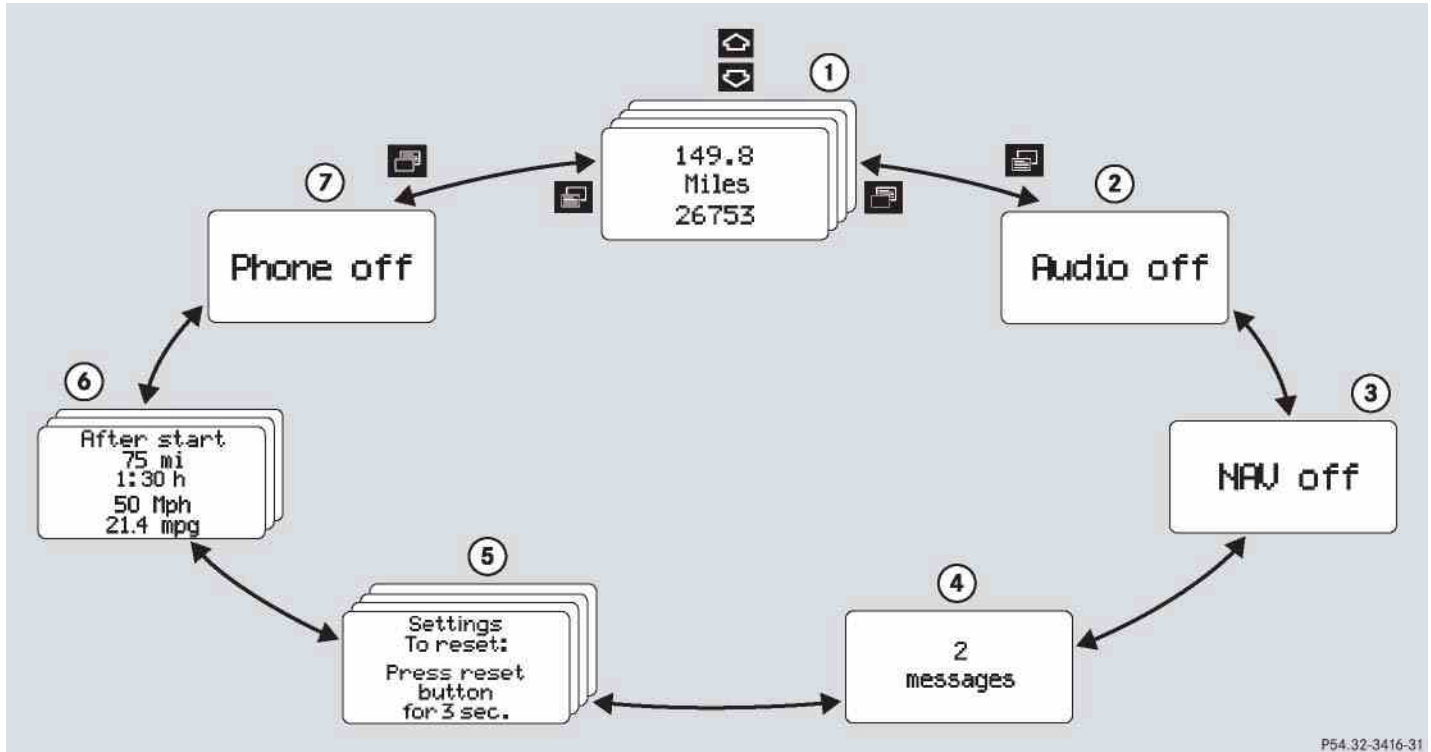 1
149.8
Miles
26753
2
Audio off
3
NAV off
4
2
messages
5
Settings
To reset:
Press reset
button
for 3 sec.
6
After start
75 mi
1:30 h
50 Mph
21.4 mpg
7
Phone off
P54.32-3416-31